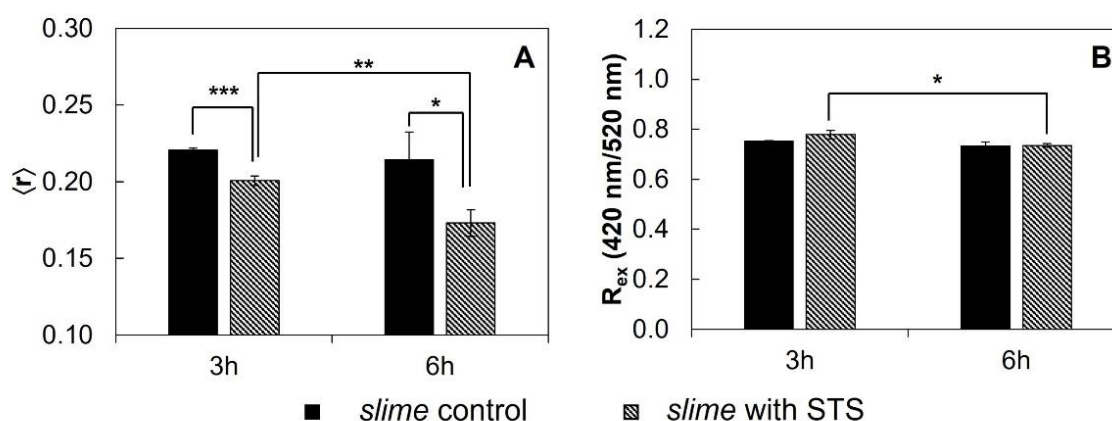 0.30
0.25
0.20
0.15
0.10
⟨r⟩
A
***
**
*
3h
6h
1.2
1.0
0.8
0.6
0.4
0.2
0.0
R_ex (420 nm/520 nm)
B
*
3h
6h
slime control
slime with STS